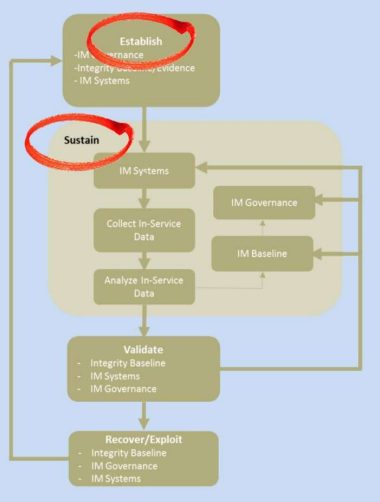 Establish
-IM Governance
-Integrity Baseline/Evidence
- IM Systems
Sustain
IM Systems
IM Governance
Collect In-Service
Data
IM Baseline
Analyze In-Service
Data
Validate
- Integrity Baseline
- IM Systems
- IM Governance
Recover/Exploit
- Integrity Baseline
- IM Governance
- IM Systems